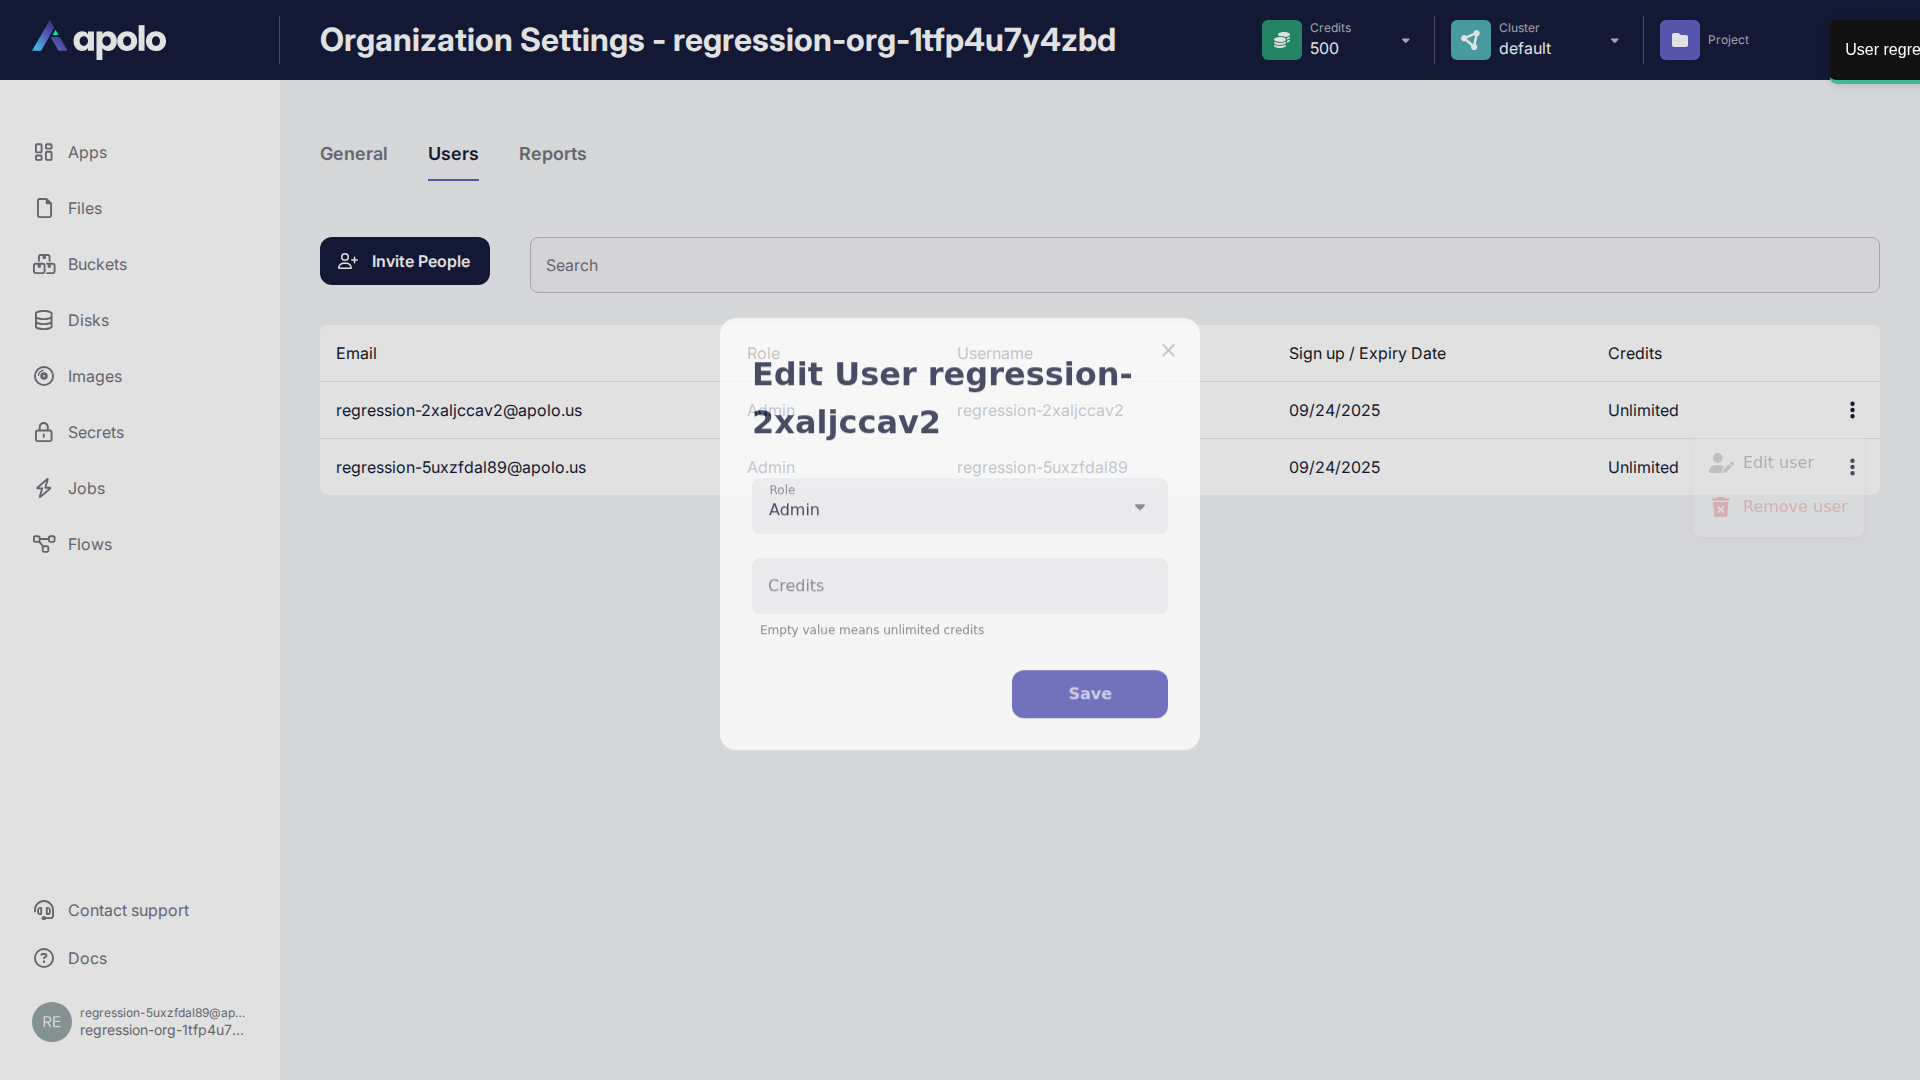 apolo
Organization Settings - regression-org-1tfp4u7y4zbd
Credits
500
Cluster
default
Project
User regre
Apps
Files
Buckets
Disks
Images
Secrets
Jobs
Flows
General Users Reports
Invite People
Search
Email Role Username Sign up / Expiry Date Credits
regression-2xaljccav2@apolo.us Admin regression-2xaljccav2 09/24/2025 Unlimited
regression-5uxzfdal89@apolo.us Admin regression-5uxzfdal89 09/24/2025 Unlimited
Edit user
Remove user
Edit User regression-
2xaljccav2
Role
Admin
Credits
Empty value means unlimited credits
Save
Contact support
Docs
RE
regression-5uxzfdal89@ap...
regression-org-1tfp4u7...